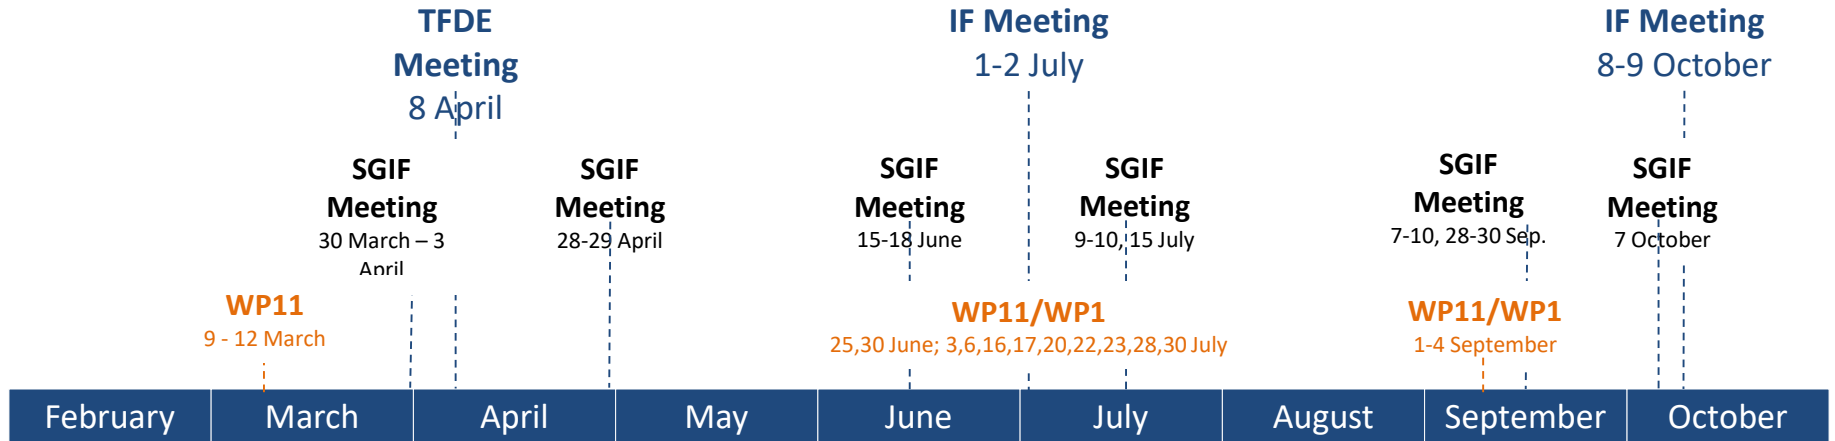 TFDE
Meeting
8 April
IF Meeting
1-2 July
IF Meeting
8-9 October
SGIF
Meeting
30 March – 3
April
SGIF
Meeting
28-29 April
SGIF
Meeting
15-18 June
SGIF
Meeting
9-10, 15 July
SGIF
Meeting
7-10, 28-30 Sep.
SGIF
Meeting
7 October
WP11
9 - 12 March
WP11/WP1
25,30 June; 3,6,16,17,20,22,23,28,30 July
WP11/WP1
1-4 September
February March April May June July August September October